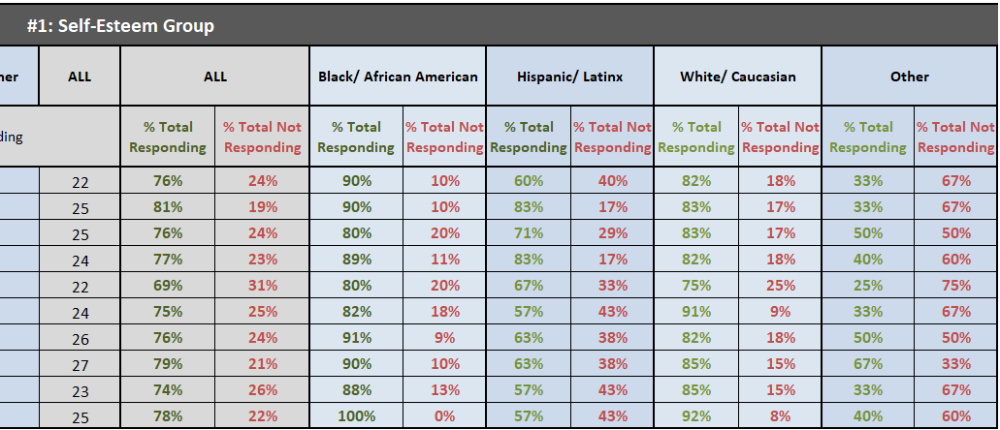 #1: Self-Esteem Group
ner ALL ALL Black/ African American Hispanic/ Latinx White/ Caucasian Other
ding % Total Responding % Total Not Responding % Total Responding % Total Not Responding % Total Responding % Total Not Responding % Total Responding % Total Not Responding % Total Responding % Total Not Responding
22 76% 24% 90% 10% 60% 40% 82% 18% 33% 67%
25 81% 19% 90% 10% 83% 17% 83% 17% 33% 67%
25 76% 24% 80% 20% 71% 29% 83% 17% 50% 50%
24 77% 23% 89% 11% 83% 17% 82% 18% 40% 60%
22 69% 31% 80% 20% 67% 33% 75% 25% 25% 75%
24 75% 25% 82% 18% 57% 43% 91% 9% 33% 67%
26 76% 24% 91% 9% 63% 38% 82% 18% 50% 50%
27 79% 21% 90% 10% 63% 38% 85% 15% 67% 33%
23 74% 26% 88% 13% 57% 43% 85% 15% 33% 67%
25 78% 22% 100% 0% 57% 43% 92% 8% 40% 60%